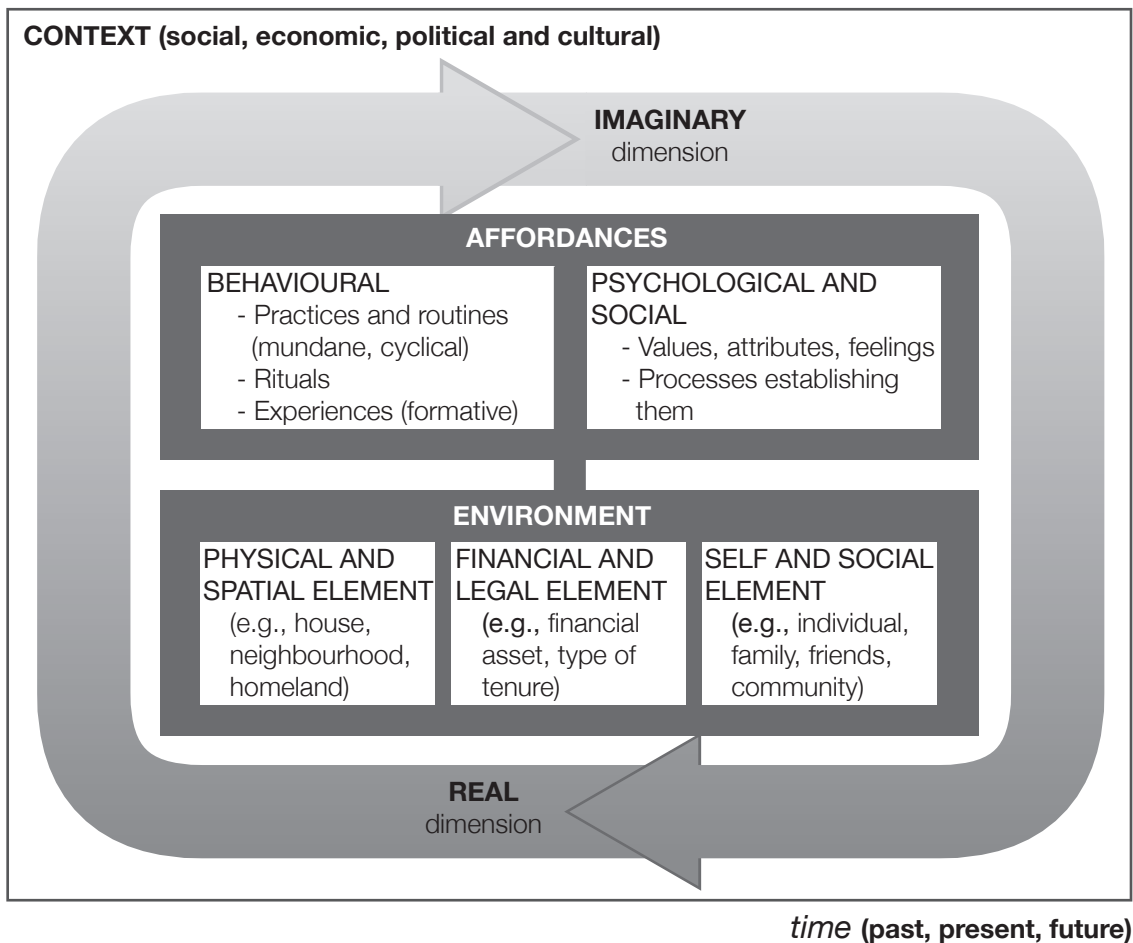 CONTEXT (social, economic, political and cultural)
IMAGINARY
dimension
AFFORDANCES
BEHAVIOURAL
- Practices and routines
(mundane, cyclical)
- Rituals
- Experiences (formative)
PSYCHOLOGICAL AND
SOCIAL
- Values, attributes, feelings
- Processes establishing
them
ENVIRONMENT
PHYSICAL AND
SPATIAL ELEMENT
(e.g., house,
neighbourhood,
homeland)
FINANCIAL AND
LEGAL ELEMENT
(e.g., financial
asset, type of
tenure)
SELF AND SOCIAL
ELEMENT
(e.g., individual,
family, friends,
community)
REAL
dimension
time (past, present, future)